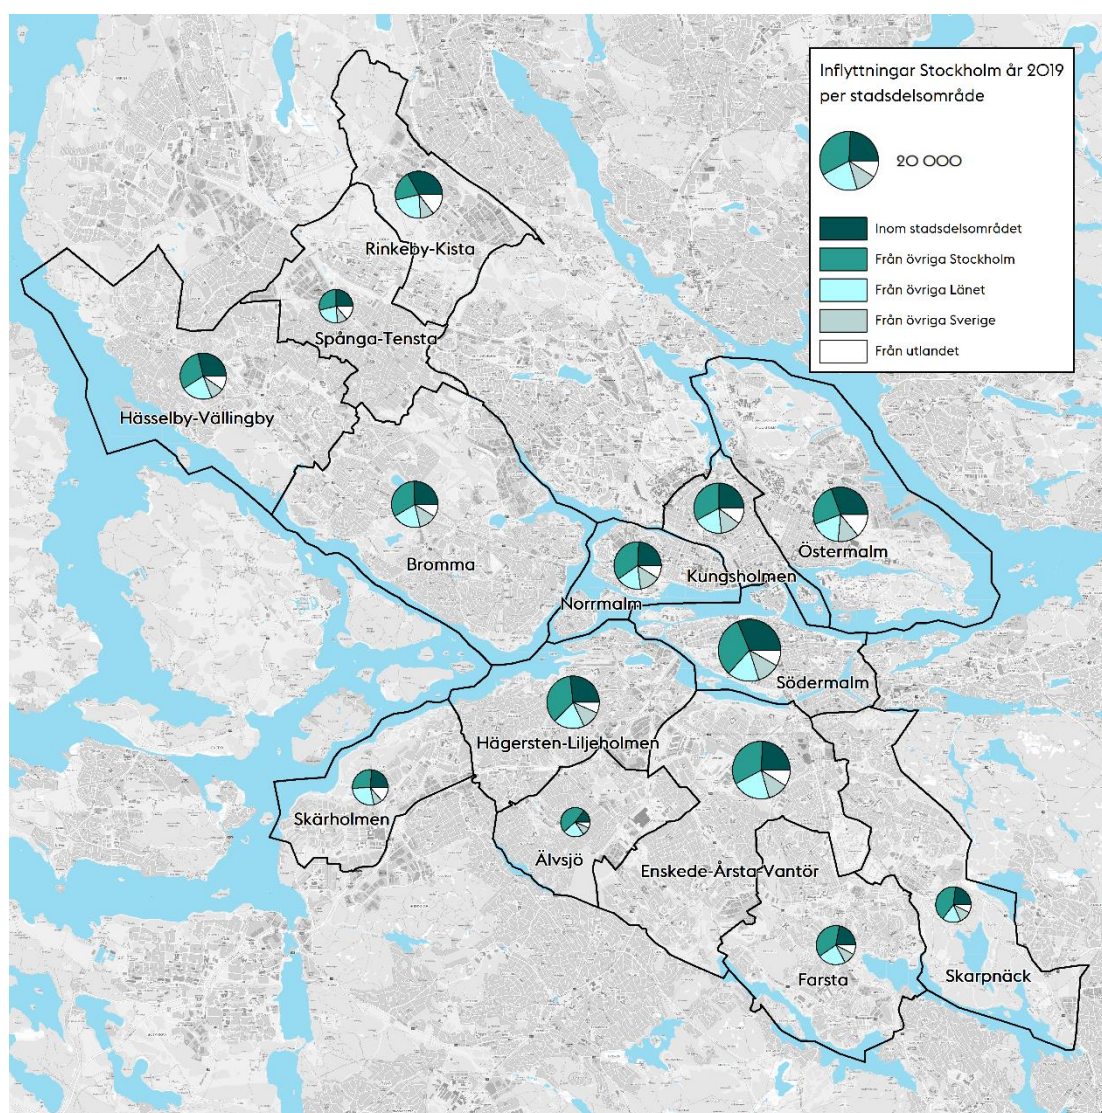 Inflyttningar Stockholm år 2019
per stadsdelsområde
20 000
Inom stadsdelsområdet
Från övriga Stockholm
Från övriga Länet
Från övriga Sverige
Från utlandet
Rinkeby-Kista
Spånga-Tensta
Hässelby-Vällingby
Bromma
Östermalm
Kungsholmen
Norrmalm
Södermalm
Hägersten-Liljeholmen
Skärholmen
Älvsjö
Enskede-Årsta-Vantör
Farsta
Skarpnäck